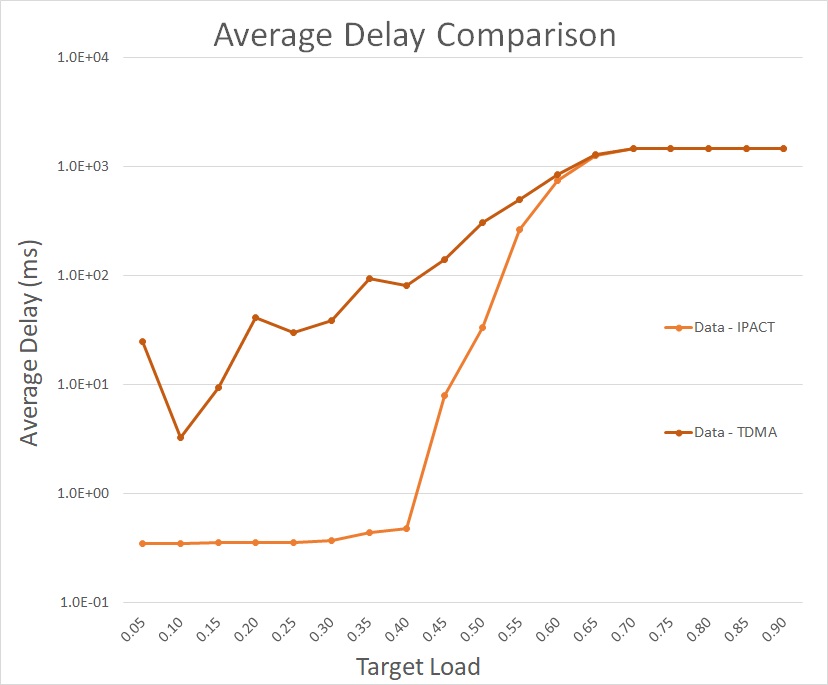 Average Delay Comparison
1.0E+04
1.0E+03
1.0E+02
1.0E+01
1.0E+00
1.0E-01
Average Delay (ms)
Data - IPACT
Data - TDMA
0.05 0.10 0.15 0.20 0.25 0.30 0.35 0.40 0.45 0.50 0.55 0.60 0.65 0.70 0.75 0.80 0.85 0.90
Target Load